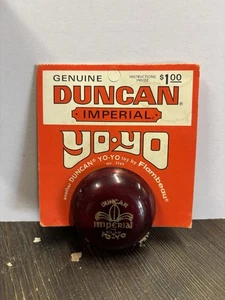 GENUINE
INSTRUCTIONS INSIDE
$1.00
DUNCAN®
IMPERIAL®
yo-yo
another DUNCAN® YO-YO toy by Flambeau®
DUNCAN
imperial
YO-YO